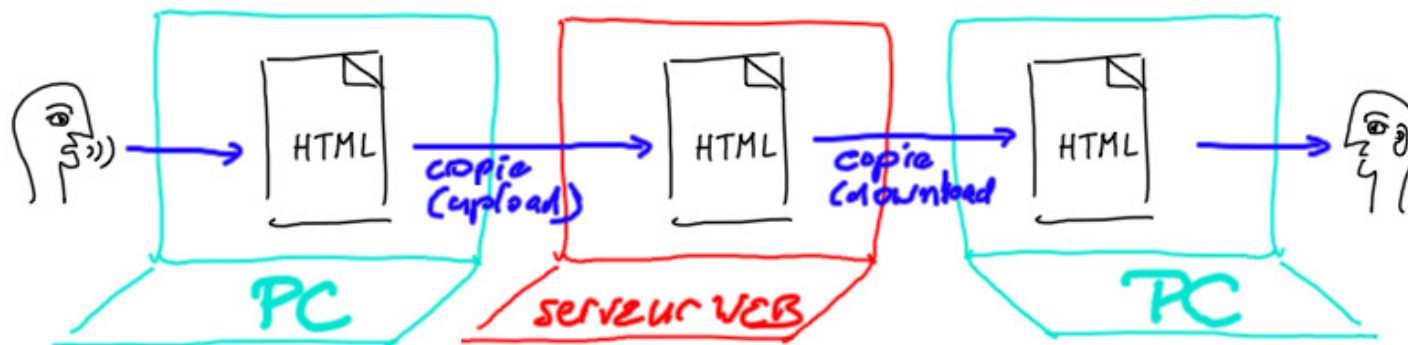 HTML
copie
(upload)
HTML
copie
(download)
HTML
PC
serveur WEB
PC